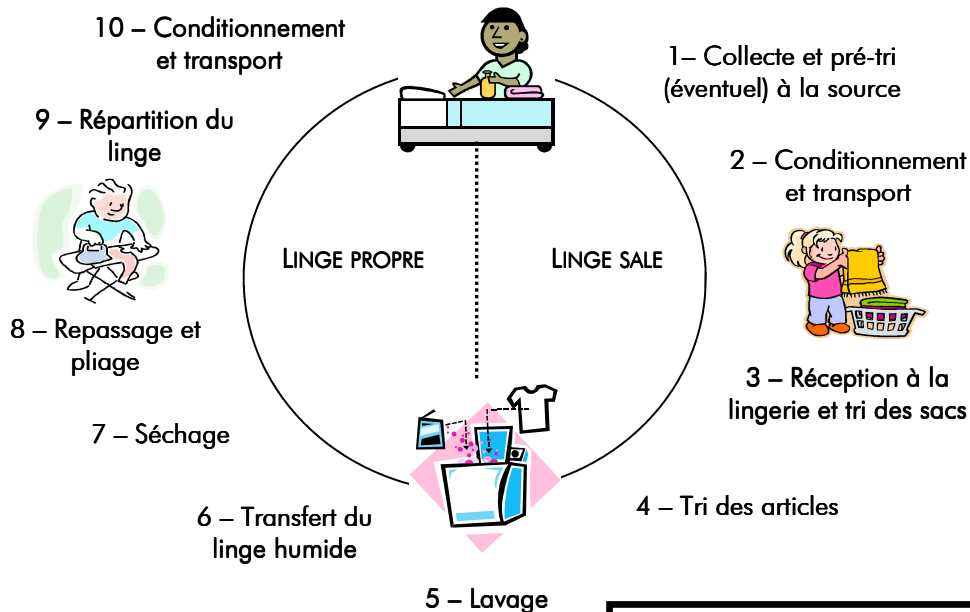 10 – Conditionnement
et transport
1– Collecte et pré-tri
(éventuel) à la source
9 – Répartition du
linge
2 – Conditionnement
et transport
LINGE PROPRE
LINGE SALE
8 – Repassage et
pliage
3 – Réception à la
lingerie et tri des sacs
7 – Séchage
4 – Tri des articles
6 – Transfert du
linge humide
5 – Lavage